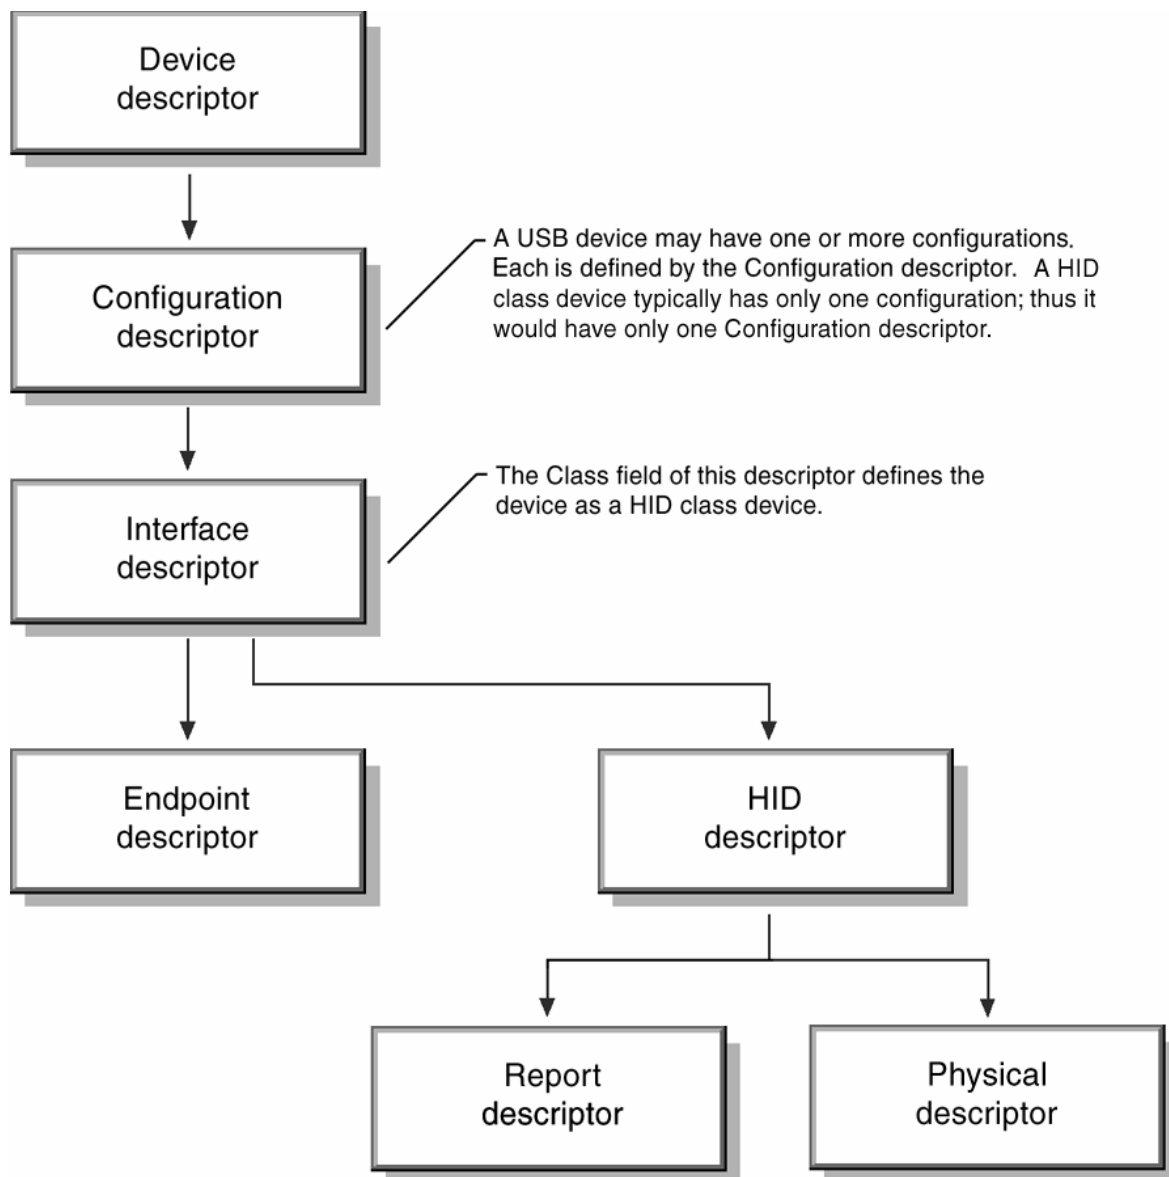 Device
descriptor
A USB device may have one or more configurations.
Each is defined by the Configuration descriptor. A HID
class device typically has only one configuration; thus it
would have only one Configuration descriptor.
Configuration
descriptor
The Class field of this descriptor defines the
device as a HID class device.
Interface
descriptor
Endpoint
descriptor
HID
descriptor
Report
descriptor
Physical
descriptor